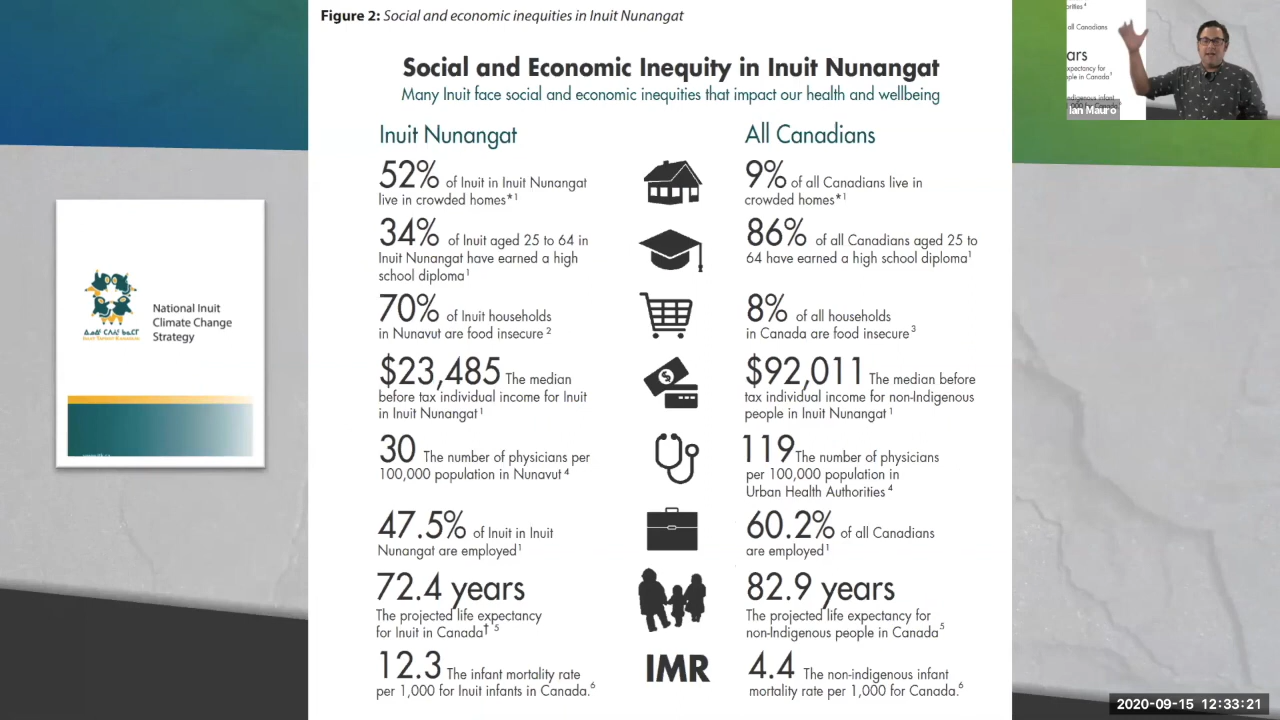 Figure 2: Social and economic inequities in Inuit Nunangat
Social and Economic Inequity in Inuit Nunangat
Many Inuit face social and economic inequities that impact our health and wellbeing
Inuit Nunangat
52% of Inuit in Inuit Nunangat
live in crowded homes*1
34% of Inuit aged 25 to 64 in
Inuit Nunangat have earned a high
school diploma1
70% of Inuit households
in Nunavut are food insecure 2
$23,485 The median
before tax individual income for Inuit
in Inuit Nunangat 1
30 The number of physicians per
100,000 population in Nunavut 4
47.5% of Inuit in Inuit
Nunangat are employed1
72.4 years
The projected life expectancy
for Inuit in Canada† 5
12.3 The infant mortality rate
per 1,000 for Inuit infants in Canada.6
IMR
All Canadians
9% of all Canadians live in
crowded homes*1
86% of all Canadians aged 25 to
64 have earned a high school diploma1
8% of all households
in Canada are food insecure3
$92,011 The median before
tax individual income for non-Indigenous
people in Inuit Nunangat 1
119 The number of physicians
per 100,000 population in
Urban Health Authorities 4
60.2% of all Canadians
are employed1
82.9 years
The projected life expectancy for
non-Indigenous people in Canada5
4.4 The non-indigenous infant
mortality rate per 1,000 for Canada.6
National Inuit
Climate Change
Strategy
all Canadians
Ian Mauro
2020-09-15 12:33:21